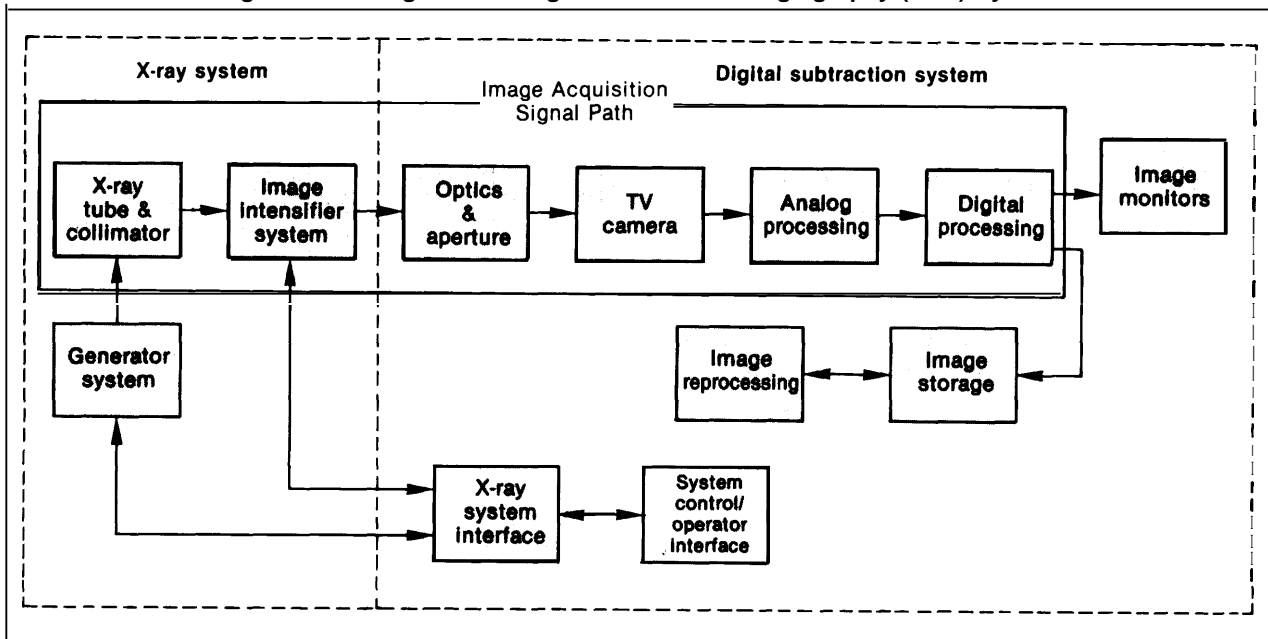 X-ray system
Digital subtraction system
Image Acquisition
Signal Path
X-ray
tube &
collimator
Image
intensifier
system
Optics
&
aperture
TV
camera
Analog
processing
Digital
processing
Image
monitors
Generator
system
Image
reprocessing
Image
storage
X-ray
system
interface
System
control/
operator
interface